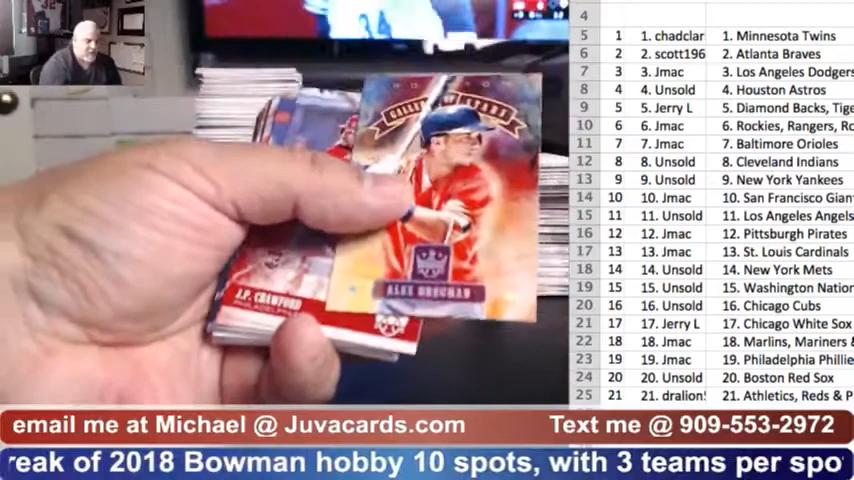 GALLERY OF STARS
ALEX BREGMAN
J.P. CRAWFORD
PHILADELPHIA
4
5 1 1. chadclar 1. Minnesota Twins
6 2 2. scott196 2. Atlanta Braves
7 3 3. Jmac 3. Los Angeles Dodgers
8 4 4. Unsold 4. Houston Astros
9 5 5. Jerry L 5. Diamond Backs, Tige
10 6 6. Jmac 6. Rockies, Rangers, Ro
11 7 7. Jmac 7. Baltimore Orioles
12 8 8. Unsold 8. Cleveland Indians
13 9 9. Unsold 9. New York Yankees
14 10 10. Jmac 10. San Francisco Giant
15 11 11. Unsold 11. Los Angeles Angels
16 12 12. Jmac 12. Pittsburgh Pirates
17 13 13. Jmac 13. St. Louis Cardinals
18 14 14. Unsold 14. New York Mets
19 15 15. Unsold 15. Washington Nation
20 16 16. Unsold 16. Chicago Cubs
21 17 17. Jerry L 17. Chicago White Sox
22 18 18. Jmac 18. Marlins, Mariners &
23 19 19. Jmac 19. Philadelphia Phillie
24 20 20. Unsold 20. Boston Red Sox
25 21 21. dralion 21. Athletics, Reds & P
email me at Michael @ Juvacards.com Text me @ 909-553-2972
reak of 2018 Bowman hobby 10 spots, with 3 teams per spo